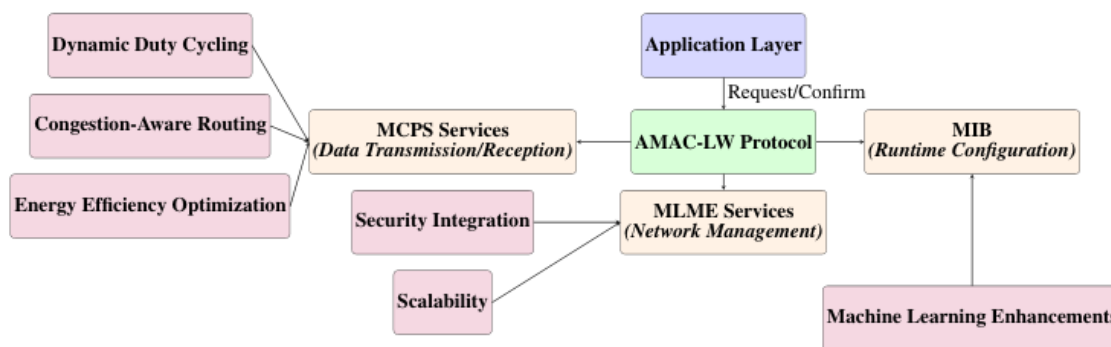 Dynamic Duty Cycling
Application Layer
Request/Confirm
Congestion-Aware Routing
MCPS Services
(Data Transmission/Reception)
AMAC-LW Protocol
MIB
(Runtime Configuration)
Energy Efficiency Optimization
Security Integration
MLME Services
(Network Management)
Scalability
Machine Learning Enhancements